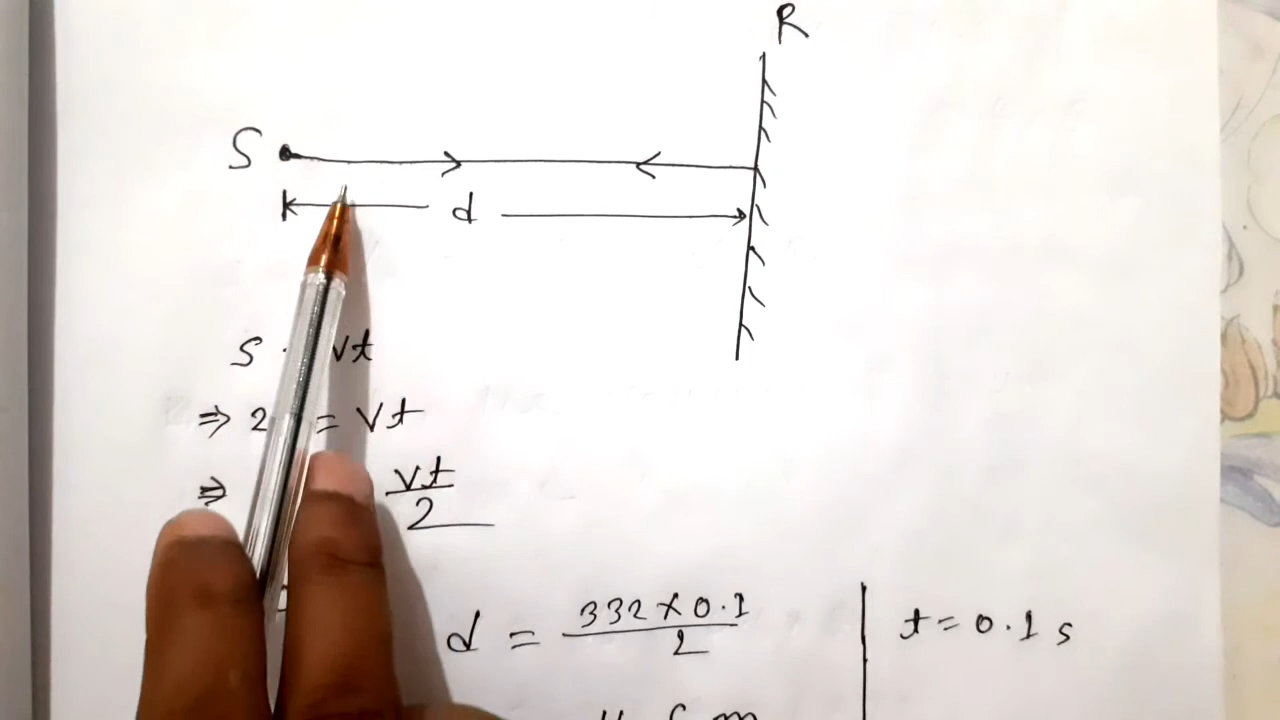 R
S
d
S vt
⇒ 2 = vt
⇒ vt/2
d = 332×0.1/2
t = 0.1 s
m